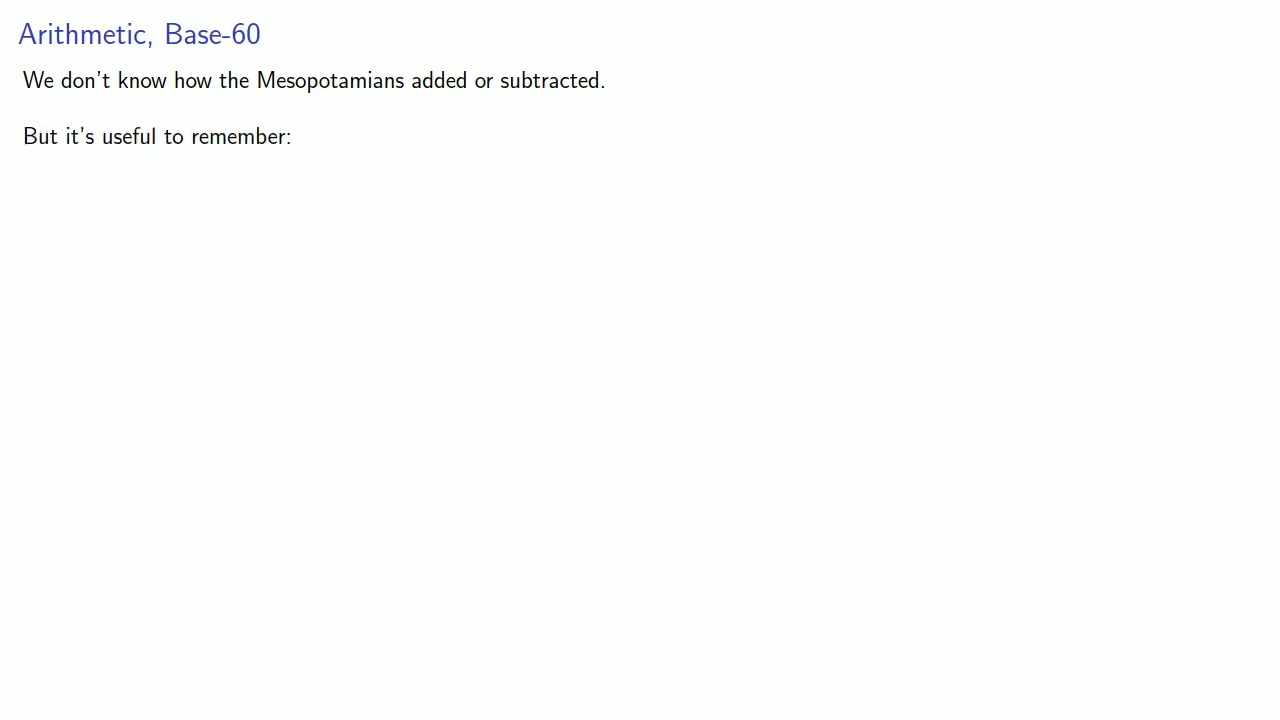 Arithmetic, Base-60
We don't know how the Mesopotamians added or subtracted.
But it's useful to remember: